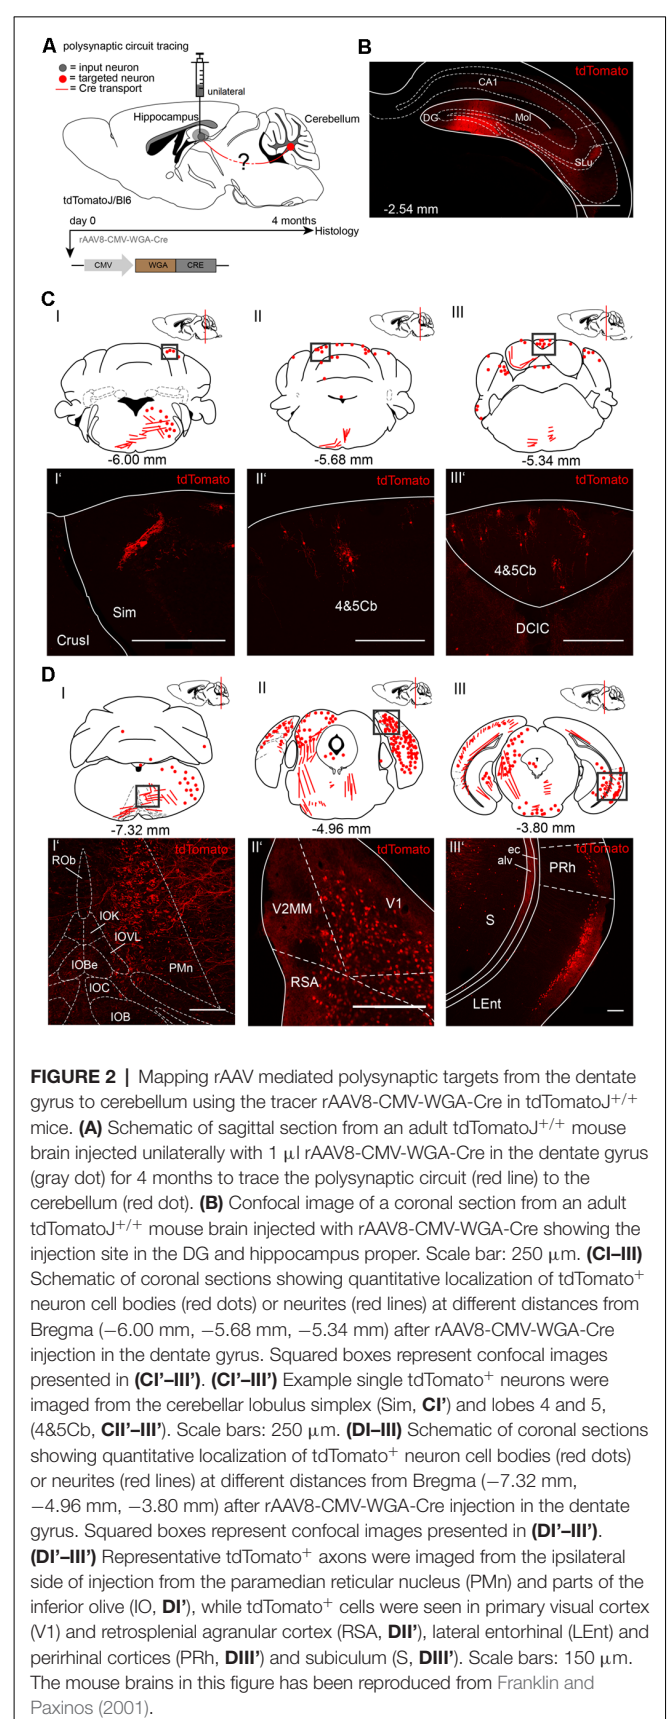 A
polysynaptic circuit tracing
= input neuron
= targeted neuron
= Cre transport
unilateral
Hippocampus
Cerebellum
?
tdTomatoJ/Bl6
day 0
4 months
Histology
rAAV8-CMV-WGA-Cre
CMV
WGA
CRE
B
tdTomato
CA1
DG
Mol
SLu
-2.54 mm
C
I
II
III
-6.00 mm
-5.68 mm
-5.34 mm
I'
tdTomato
Sim
CrusI
II'
tdTomato
4&5Cb
III'
tdTomato
4&5Cb
DCIC
D
I
II
III
-7.32 mm
-4.96 mm
-3.80 mm
I'
tdTomato
ROb
IOK
IOVL
IOBe
PMn
IOC
IOB
II'
tdTomato
V2MM
V1
RSA
III'
tdTomato
ec
alv
PRh
S
LEnt
FIGURE 2 | Mapping rAAV mediated polysynaptic targets from the dentate
gyrus to cerebellum using the tracer rAAV8-CMV-WGA-Cre in tdTomatoJ+/+
mice. (A) Schematic of sagittal section from an adult tdTomatoJ+/+ mouse
brain injected unilaterally with 1 μl rAAV8-CMV-WGA-Cre in the dentate gyrus
(gray dot) for 4 months to trace the polysynaptic circuit (red line) to the
cerebellum (red dot). (B) Confocal image of a coronal section from an adult
tdTomatoJ+/+ mouse brain injected with rAAV8-CMV-WGA-Cre showing the
injection site in the DG and hippocampus proper. Scale bar: 250 μm. (CI–III)
Schematic of coronal sections showing quantitative localization of tdTomato+
neuron cell bodies (red dots) or neurites (red lines) at different distances from
Bregma (−6.00 mm, −5.68 mm, −5.34 mm) after rAAV8-CMV-WGA-Cre
injection in the dentate gyrus. Squared boxes represent confocal images
presented in (CI'–III'). (CI'–III') Example single tdTomato+ neurons were
imaged from the cerebellar lobulus simplex (Sim, CI') and lobes 4 and 5,
(4&5Cb, CII'–III'). Scale bars: 250 μm. (DI–III) Schematic of coronal sections
showing quantitative localization of tdTomato+ neuron cell bodies (red dots)
or neurites (red lines) at different distances from Bregma (−7.32 mm,
−4.96 mm, −3.80 mm) after rAAV8-CMV-WGA-Cre injection in the dentate
gyrus. Squared boxes represent confocal images presented in (DI'–III').
(DI'–III') Representative tdTomato+ axons were imaged from the ipsilateral
side of injection from the paramedian reticular nucleus (PMn) and parts of the
inferior olive (IO, DI'), while tdTomato+ cells were seen in primary visual cortex
(V1) and retrosplenial agranular cortex (RSA, DII'), lateral entorhinal (LEnt) and
perirhinal cortices (PRh, DIII') and subiculum (S, DIII'). Scale bars: 150 μm.
The mouse brains in this figure has been reproduced from Franklin and
Paxinos (2001).